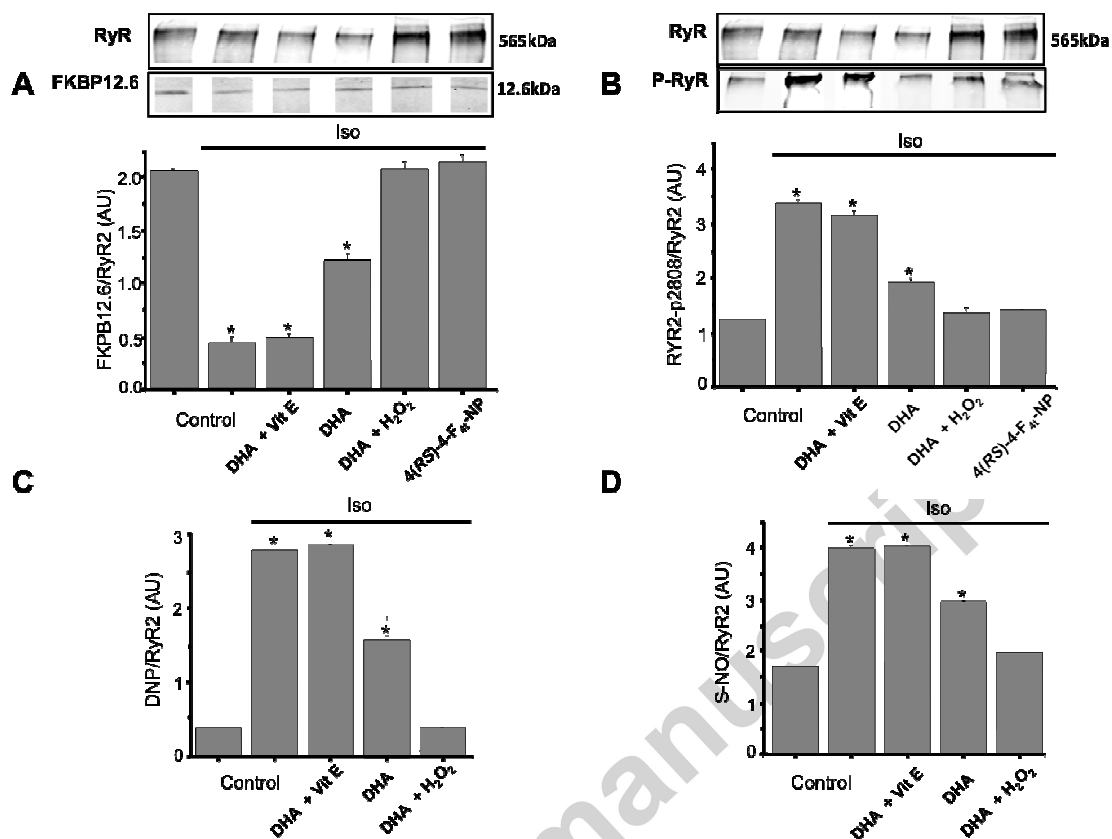 RyR
565kDa
A
FKBP12.6
12.6kDa
Iso
FKPB12.6/RyR2 (AU)
2.0
1.5
1.0
0.5
0.0
Control
DHA + Vit E
DHA
DHA + H2O2
4(RS)-4-F4t-NP
RyR
565kDa
B
P-RyR
Iso
RYR2-p2808/RyR2 (AU)
4
3
2
1
0
Control
DHA + Vit E
DHA
DHA + H2O2
4(RS)-4-F4t-NP
C
Iso
DNP/RyR2 (AU)
3
2
1
0
Control
DHA + Vit E
DHA
DHA + H2O2
D
Iso
S-NO/RyR2 (AU)
4
3
2
1
0
Control
DHA + Vit E
DHA
DHA + H2O2
manuscrip